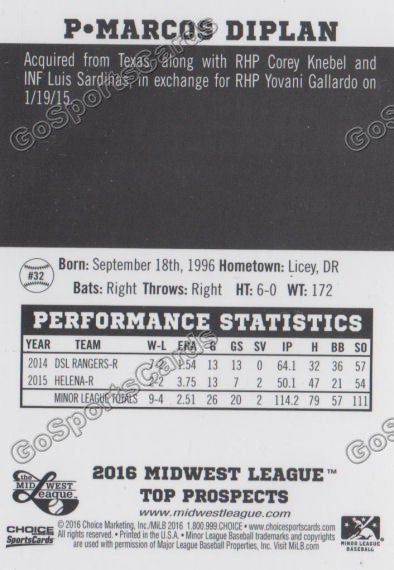 P•MARCOS DIPLAN
Acquired from Texas along with RHP Corey Knebel and
INF Luis Sardinas, in exchange for RHP Yovani Gallardo on
1/19/15.
#32
Born: September 18th, 1996 Hometown: Licey, DR
Bats: Right Throws: Right HT: 6-0 WT: 172
PERFORMANCE STATISTICS
YEAR TEAM W-L ERA G GS SV IP H BB SO
2014 DSL RANGERS-R 7-2 1.54 13 13 0 64.1 32 36 57
2015 HELENA-R 2-2 3.75 13 7 2 50.1 47 21 54
MINOR LEAGUE TOTALS 9-4 2.51 26 20 2 114.2 79 57 111
the
MIDWEST
League
2016 MIDWEST LEAGUE™
TOP PROSPECTS
www.midwestleague.com
CHOICE
SportsCards
©2016 Choice Marketing, Inc./MiLB 2016 1.800.999.CHOICE • www.choicesportscards.com
All rights reserved. • Printed in the U.S.A. • Minor League Baseball trademarks and copyrights
are used with permission of Major League Baseball Properties, Inc. Visit MiLB.com
MINOR LEAGUE
BASEBALL
GoSportsCards
GoSportsCards
GoSportsCards
GoSportsCards
GoSportsCards